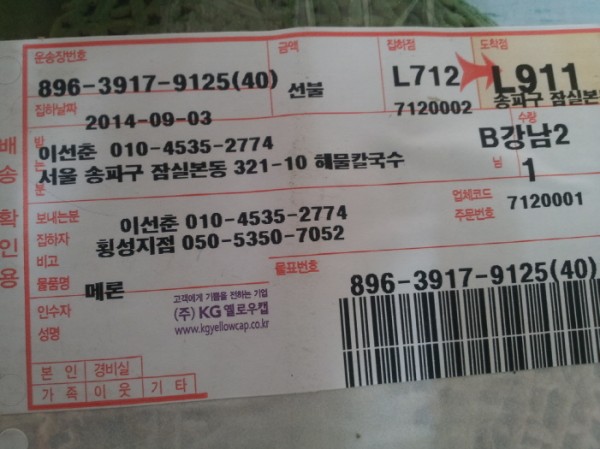 운송장번호 금액 집하점 도착점
896-3917-9125(40) 선불 L712 L911
집하날짜 2014-09-03 7120002 송파구 잠실본동
배송확인용
받는분 이선춘 010-4535-2774 수량
서울 송파구 잠실본동 321-10 해물칼국수 B강남2
1
보내는분 이선춘 010-4535-2774 업체코드 7120001
집하자 횡성지점 050-5350-7052 주문번호
비고
물품명 메론 물표번호
896-3917-9125(40)
인수자
성명
고객에게 기쁨을 전하는 기업
(주) KG 옐로우캡
www.kgyellowcap.co.kr
본인 경비실
가족 이웃 기타